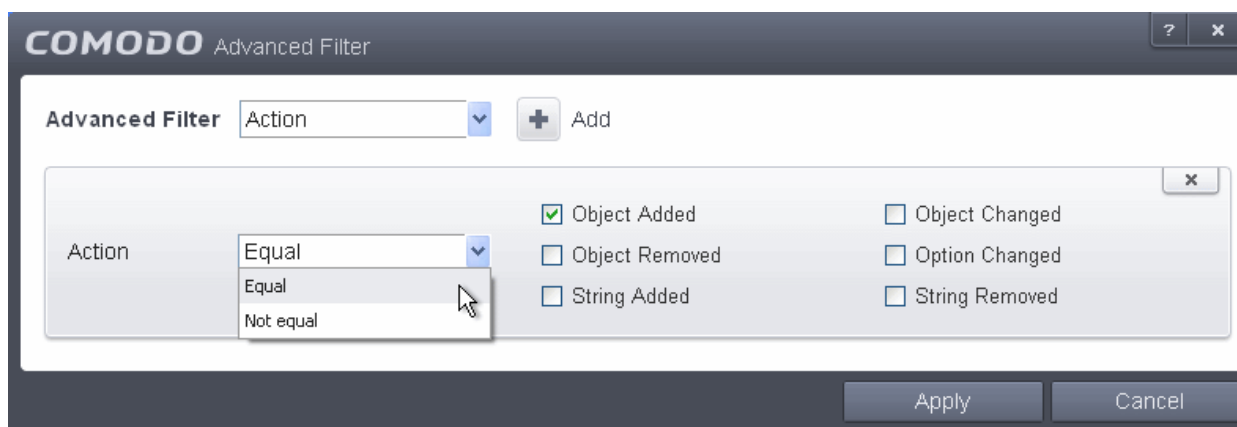 COMODO Advanced Filter ? ×
Advanced Filter Action + Add
×
Object Added Object Changed
Action Equal Object Removed Option Changed
Equal String Added String Removed
Not equal
Apply Cancel